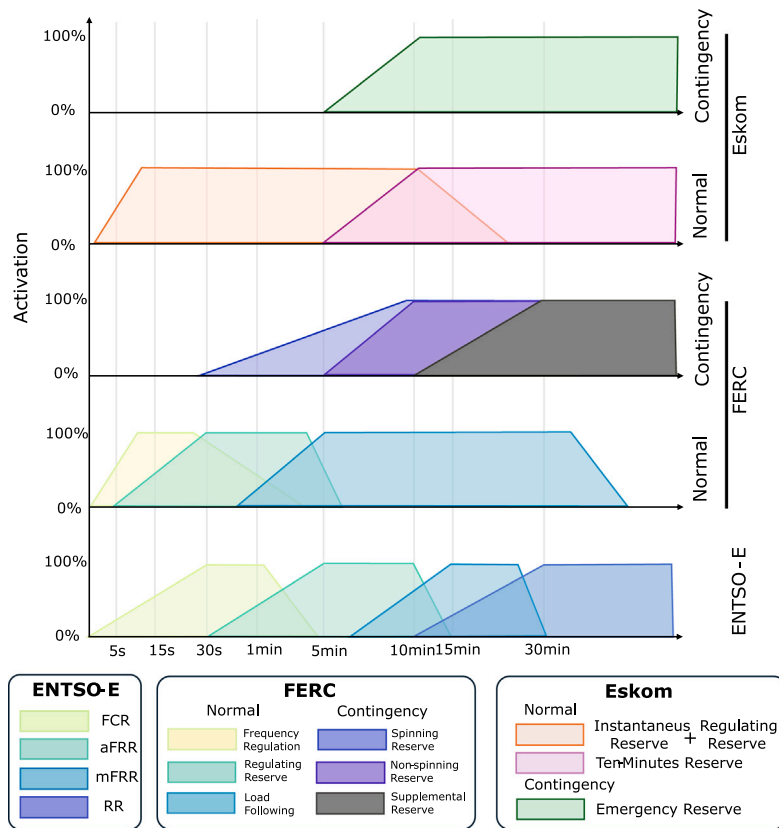 100%
0%
Contingency
100%
0%
Normal
Eskom
Activation
100%
0%
Contingency
100%
0%
Normal
FERC
100%
0%
ENTSO-E
5s 15s 30s 1min 5min 10min 15min 30min
ENTSO-E
FCR
aFRR
mFRR
RR
FERC
Normal Contingency
Frequency
Regulation
Spinning
Reserve
Regulating
Reserve
Non-spinning
Reserve
Load
Following
Supplemental
Reserve
Eskom
Normal
Instantaneus
Reserve
+
Regulating
Reserve
Ten-Minutes Reserve
Contingency
Emergency Reserve